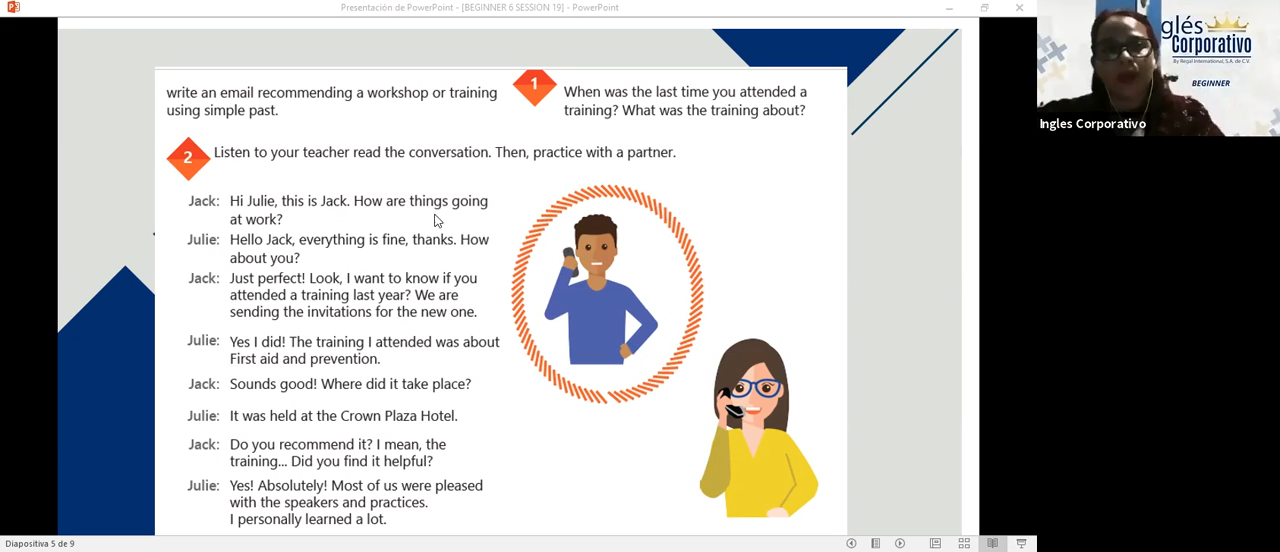 Presentación de PowerPoint - [BEGINNER 6 SESSION 19] - PowerPoint
write an email recommending a workshop or training
using simple past.
1
When was the last time you attended a
training? What was the training about?
2
Listen to your teacher read the conversation. Then, practice with a partner.
Jack: Hi Julie, this is Jack. How are things going
at work?
Julie: Hello Jack, everything is fine, thanks. How
about you?
Jack: Just perfect! Look, I want to know if you
attended a training last year? We are
sending the invitations for the new one.
Julie: Yes I did! The training I attended was about
First aid and prevention.
Jack: Sounds good! Where did it take place?
Julie: It was held at the Crown Plaza Hotel.
Jack: Do you recommend it? I mean, the
training... Did you find it helpful?
Julie: Yes! Absolutely! Most of us were pleased
with the speakers and practices.
I personally learned a lot.
Diapositiva 5 de 9
glés
Corporativo
By Regal International, S.A. de C.V.
BEGINNER
Ingles Corporativo